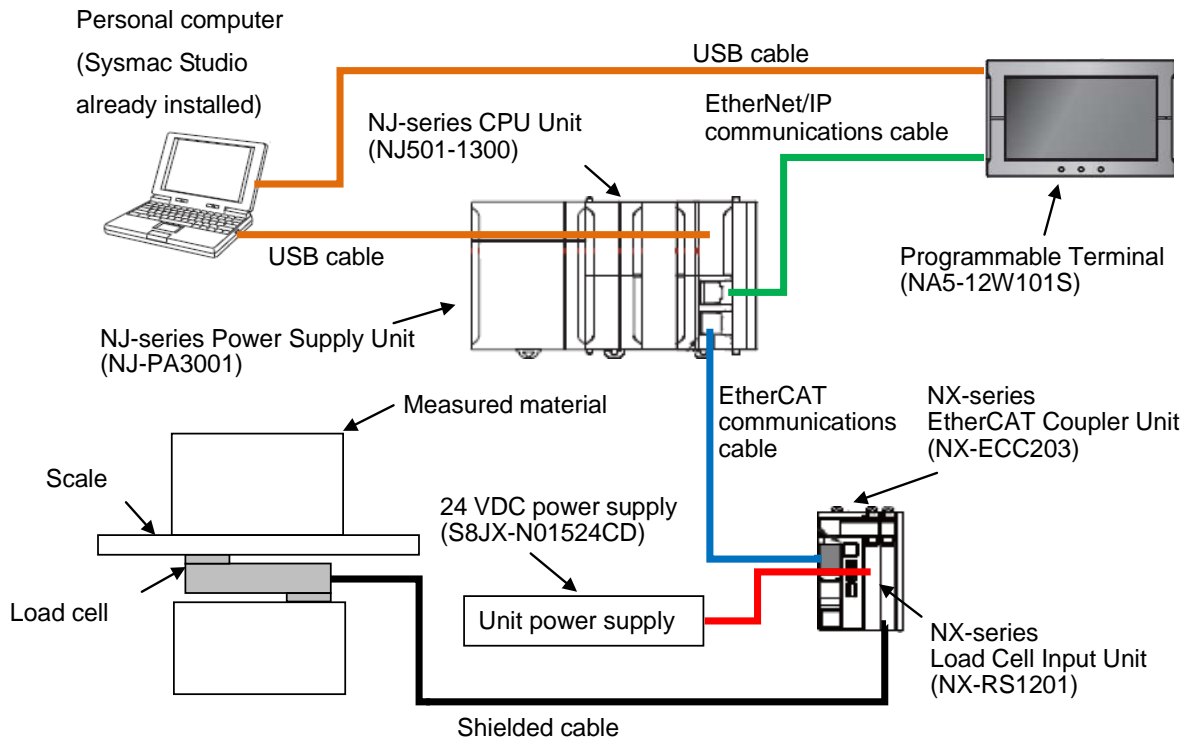 Personal computer
(Sysmac Studio
already installed)
USB cable
EtherNet/IP
communications cable
NJ-series CPU Unit
(NJ501-1300)
USB cable
Programmable Terminal
(NA5-12W101S)
NJ-series Power Supply Unit
(NJ-PA3001)
EtherCAT
communications
cable
NX-series
EtherCAT Coupler Unit
(NX-ECC203)
Measured material
Scale
24 VDC power supply
(S8JX-N01524CD)
Load cell
Unit power supply
NX-series
Load Cell Input Unit
(NX-RS1201)
Shielded cable